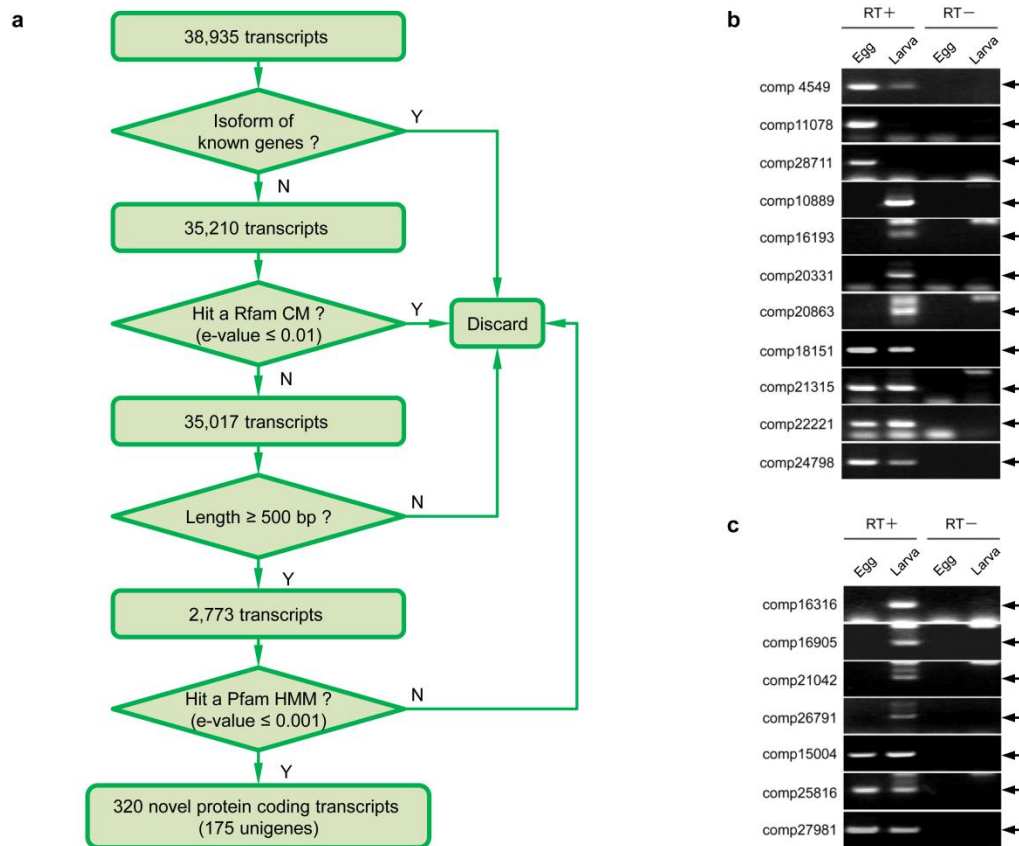 a
38,935 transcripts
Isoform of
known genes ?
Y
N
35,210 transcripts
Hit a Rfam CM ?
(e-value ≤ 0.01)
Y
Discard
N
35,017 transcripts
Length ≥ 500 bp ?
N
Y
2,773 transcripts
Hit a Pfam HMM ?
(e-value ≤ 0.001)
N
Y
320 novel protein coding transcripts
(175 unigenes)
b
RT+ RT−
Egg Larva Egg Larva
comp 4549
comp11078
comp28711
comp10889
comp16193
comp20331
comp20863
comp18151
comp21315
comp22221
comp24798
c
RT+ RT−
Egg Larva Egg Larva
comp16316
comp16905
comp21042
comp26791
comp15004
comp25816
comp27981